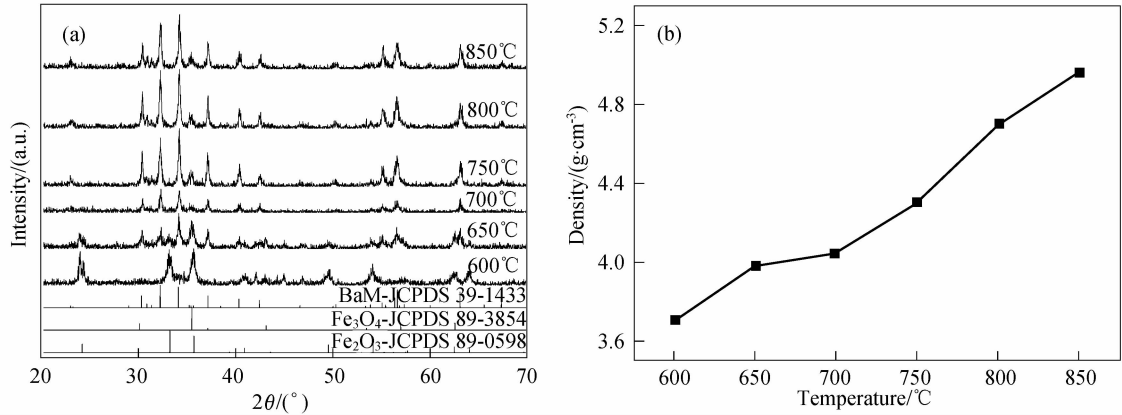 (a)
850℃
800℃
750℃
700℃
650℃
600℃
BaM-JCPDS 39-1433
Fe₃O₄-JCPDS 89-3854
Fe₂O₃-JCPDS 89-0598
Intensity/(a.u.)
20 30 40 50 60 70
2θ/(°)
(b)
5.2
4.8
4.4
4.0
3.6
Density/(g·cm⁻³)
600 650 700 750 800 850
Temperature/℃